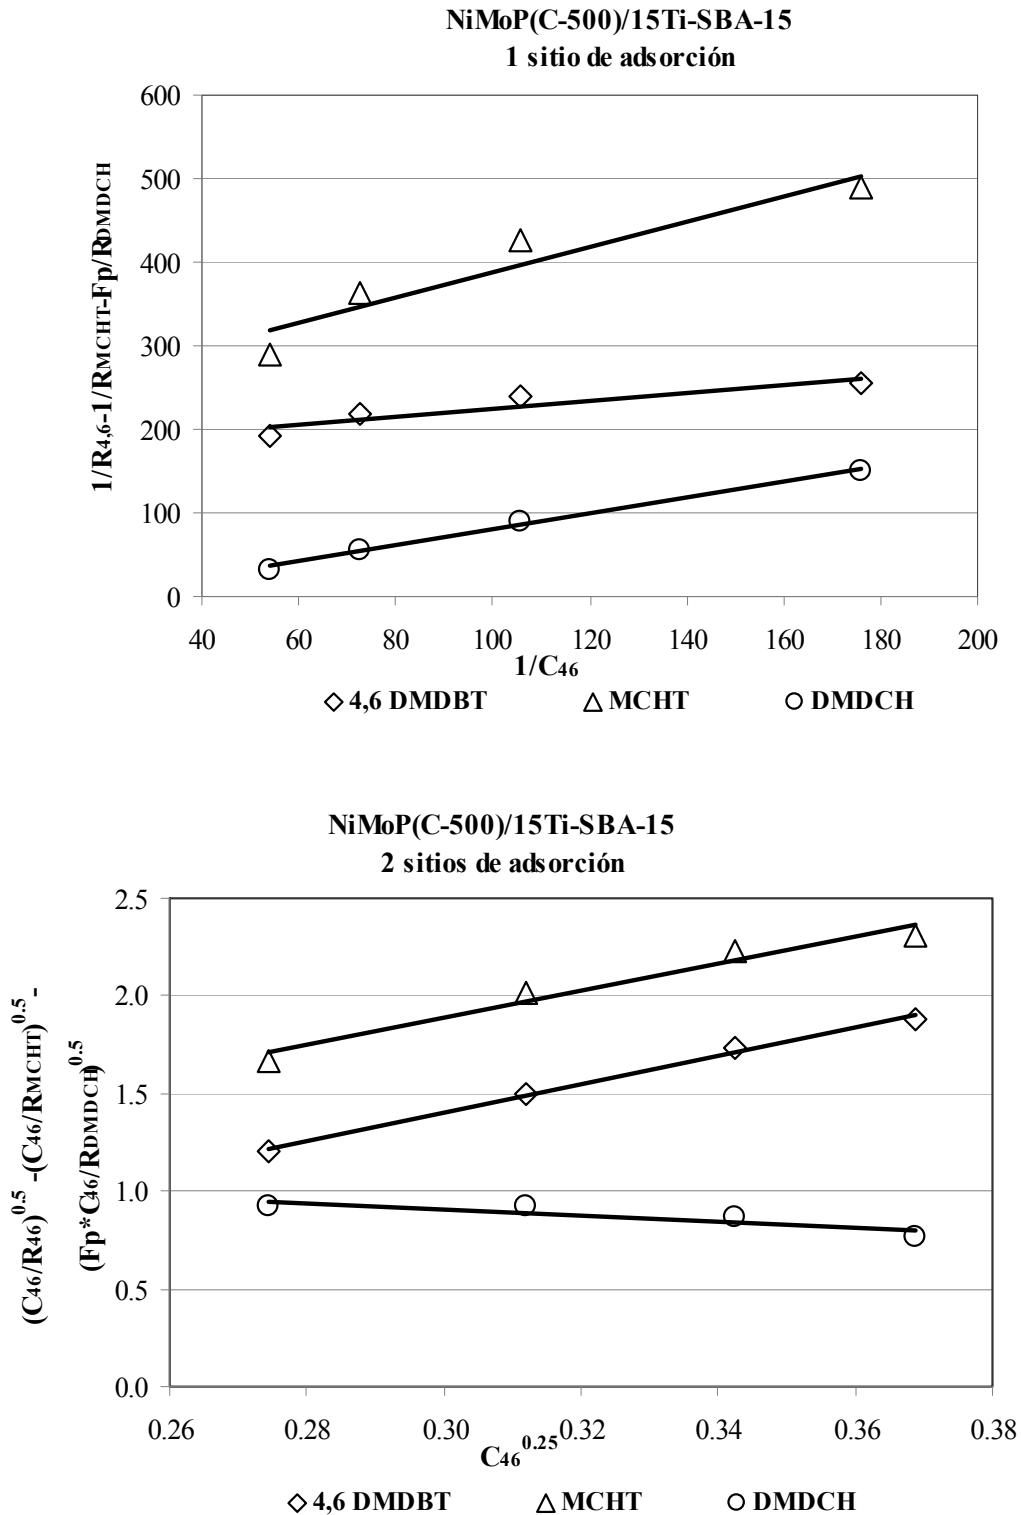 NiMoP(C-500)/15Ti-SBA-15
1 sitio de adsorción
600
500
400
300
200
100
0
1/R4,6-1/RMCHT-Fp/RDMDCH
40 60 80 100 120 140 160 180 200
1/C46
4,6 DMDBT MCHT DMDCH
NiMoP(C-500)/15Ti-SBA-15
2 sitios de adsorción
2.5
2.0
1.5
1.0
0.5
0.0
(C46/R46)^0.5 -(C46/RMCHT)^0.5 -
(Fp*C46/RDMDCH)^0.5
0.26 0.28 0.30 0.32 0.34 0.36 0.38
C46^0.25
4,6 DMDBT MCHT DMDCH